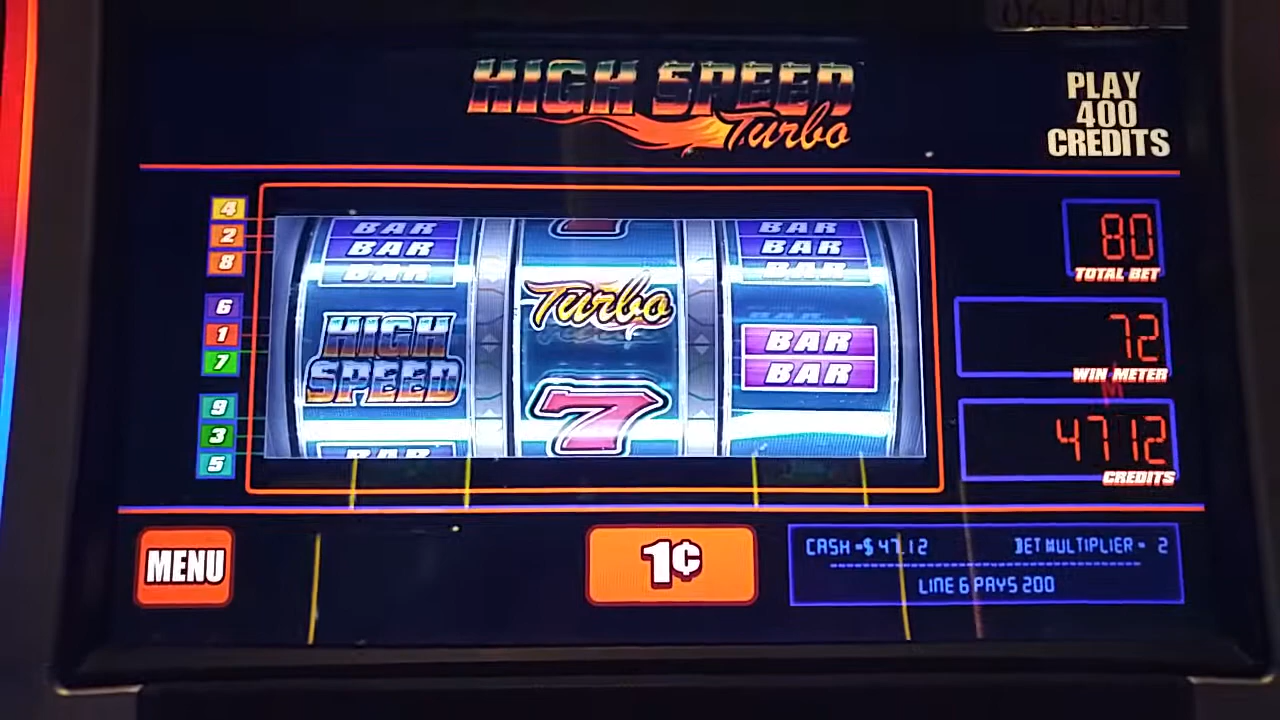 HIGH SPEED
Turbo
PLAY
400
CREDITS
4
2
8
6
1
7
9
3
5
BAR
BAR
BAR
HIGH
SPEED
BAR
Turbo
7
BAR
BAR
BAR
BAR
BAR
80
TOTAL BET
72
WIN METER
4712
CREDITS
MENU
1¢
CASH =$ 47.12 BET MULTIPLIER = 2
LINE 6 PAYS 200